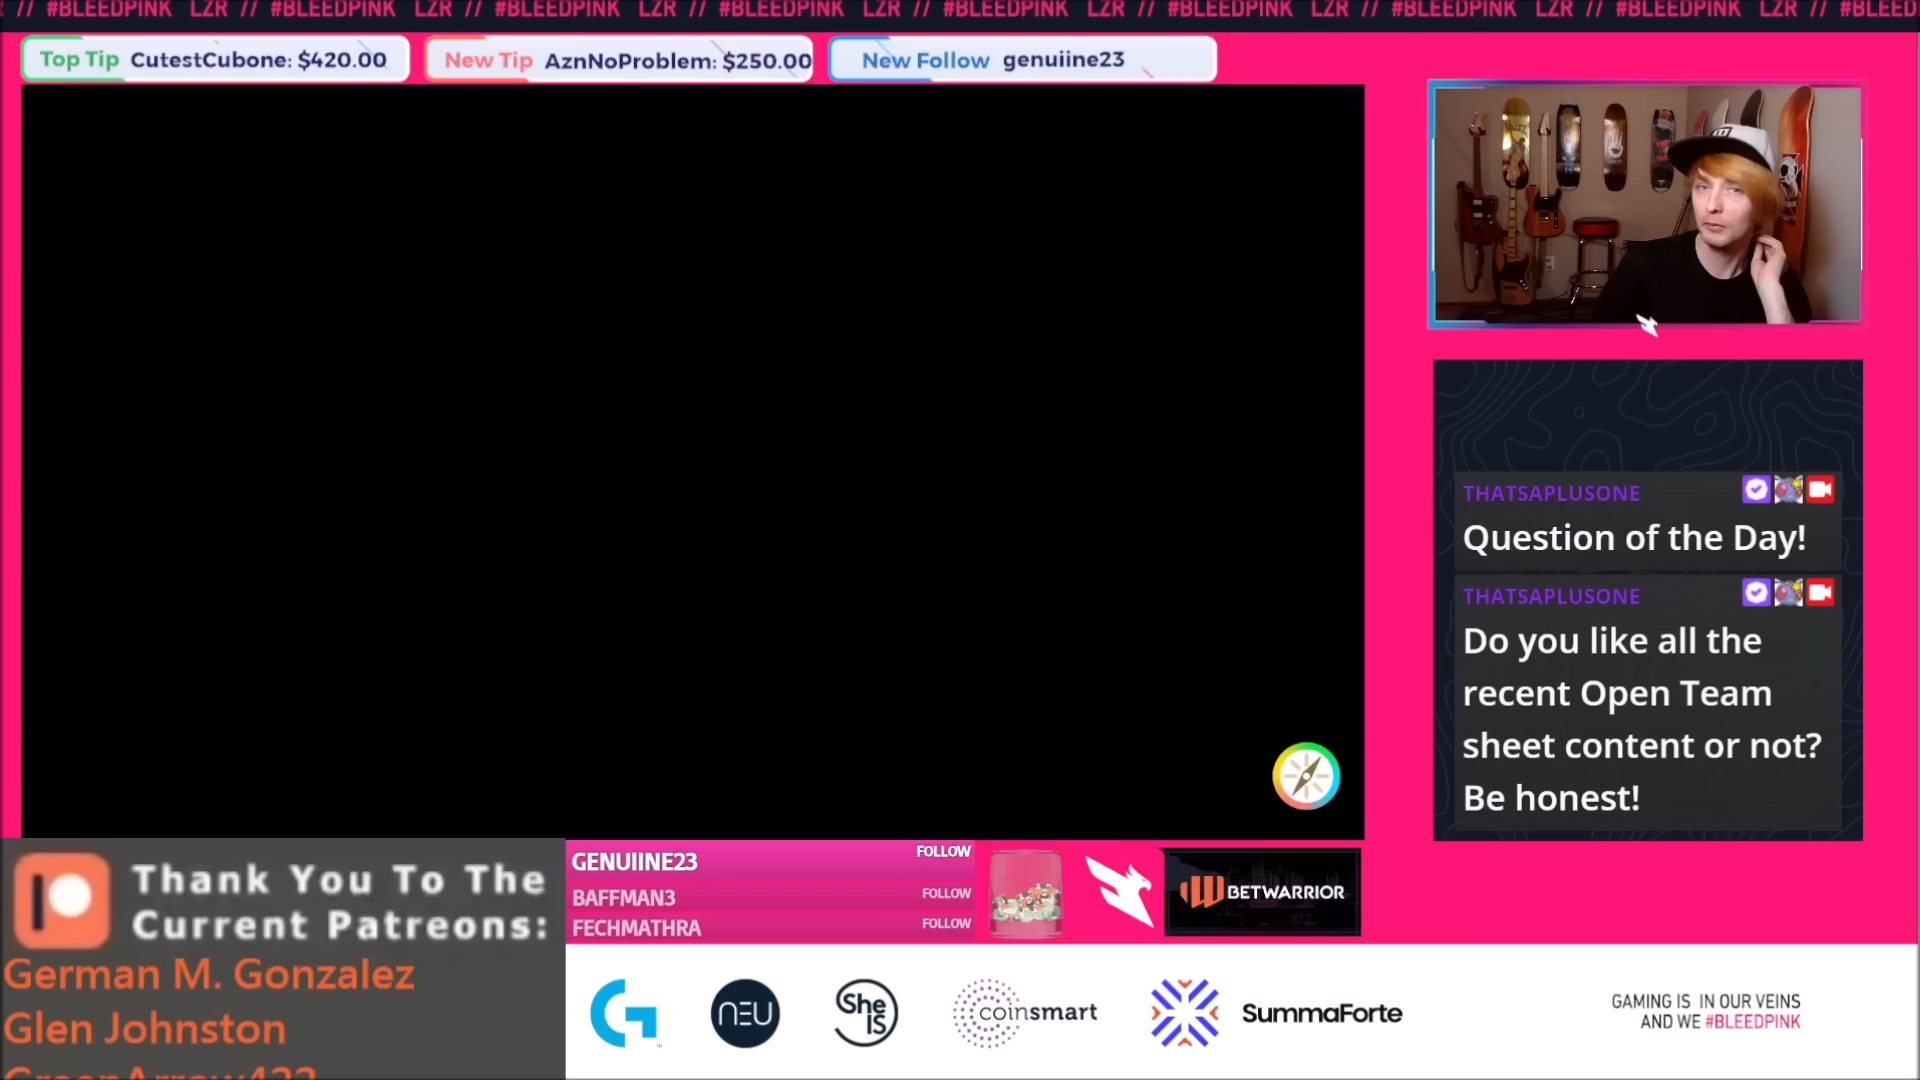 // #BLEEDPINK LZR // #BLEEDPINK LZR // #BLEEDPINK LZR // #BLEEDPINK LZR // #BLEEDPINK LZR // #BLEEDPINK LZR // #BLEEDPINK LZR // #BLEEDPINK LZR // #BLEED
Top Tip CutestCubone: $420.00
New Tip AznNoProblem: $250.00
New Follow genuiine23
THATSAPLUSONE
Question of the Day!
THATSAPLUSONE
Do you like all the
recent Open Team
sheet content or not?
Be honest!
Thank You To The
Current Patreons:
German M. Gonzalez
Glen Johnston
GreenArrow422
GENUIINE23 FOLLOW
BAFFMAN3 FOLLOW
FECHMATHRA FOLLOW
BETWARRIOR
G
NEU
She
IS
coinsmart
SummaForte
GAMING IS IN OUR VEINS
AND WE #BLEEDPINK